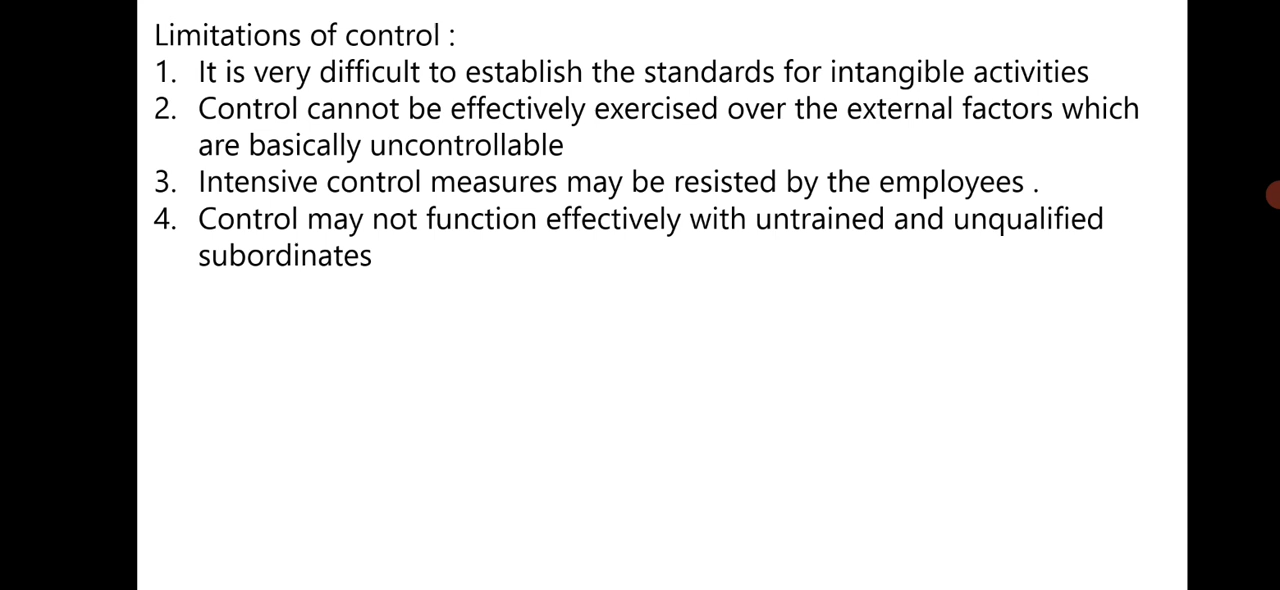 Limitations of control :
1. It is very difficult to establish the standards for intangible activities
2. Control cannot be effectively exercised over the external factors which
are basically uncontrollable
3. Intensive control measures may be resisted by the employees .
4. Control may not function effectively with untrained and unqualified
subordinates